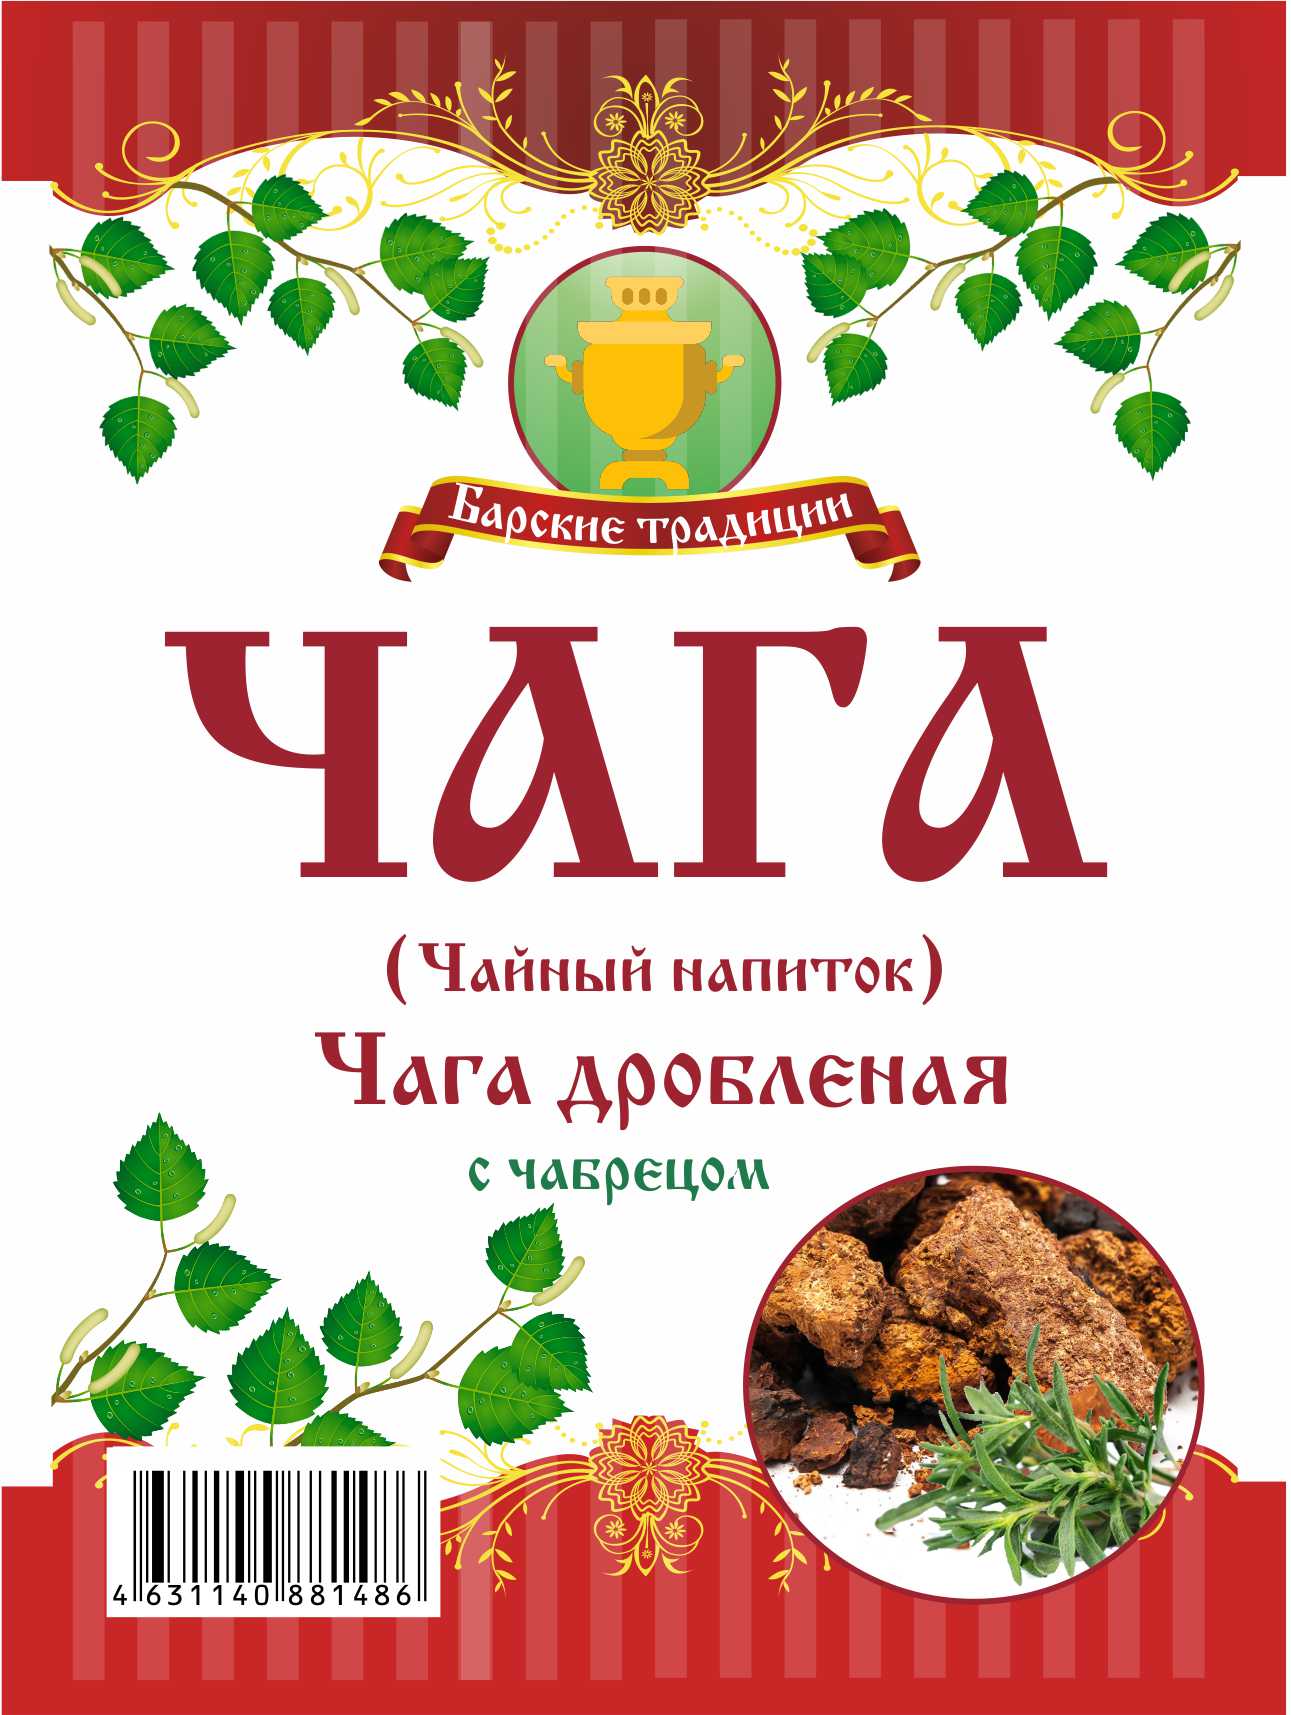 Барские традиции
ЧАГА
(Чайный напиток)
Чага дробленая
с чабрецом
4 631140 881486